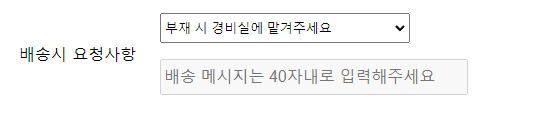 부재 시 경비실에 맡겨주세요
배송시 요청사항
배송 메시지는 40자내로 입력해주세요